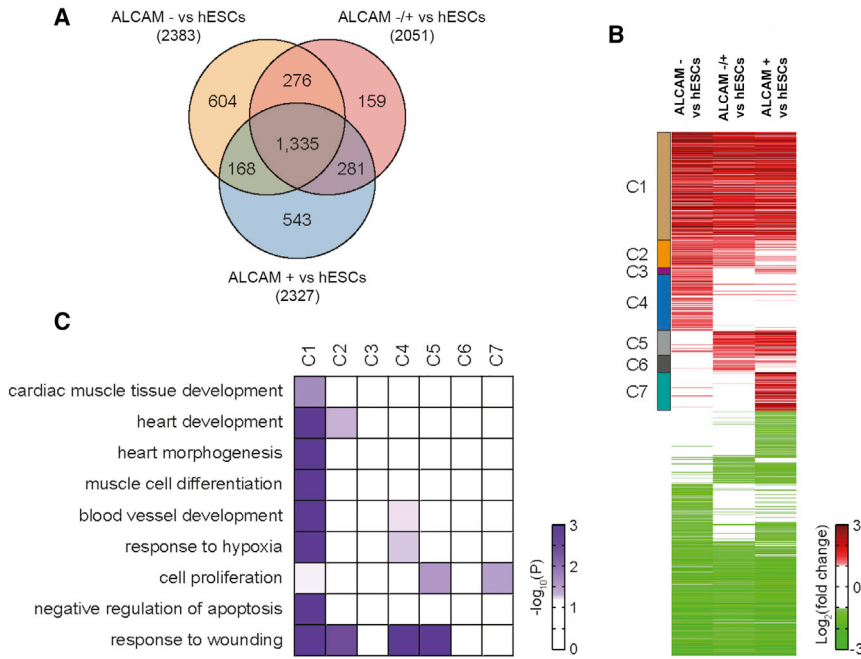 A
ALCAM - vs hESCs
(2383)
ALCAM -/+ vs hESCs
(2051)
604
276
159
1,335
168
281
543
ALCAM + vs hESCs
(2327)
B
ALCAM -
vs hESCs
ALCAM -/+
vs hESCs
ALCAM +
vs hESCs
C1
C2
C3
C4
C5
C6
C7
Log2(fold change)
3
0
-3
C
C1
C2
C3
C4
C5
C6
C7
cardiac muscle tissue development
heart development
heart morphogenesis
muscle cell differentiation
blood vessel development
response to hypoxia
cell proliferation
negative regulation of apoptosis
response to wounding
-log10(P)
3
2
1
0